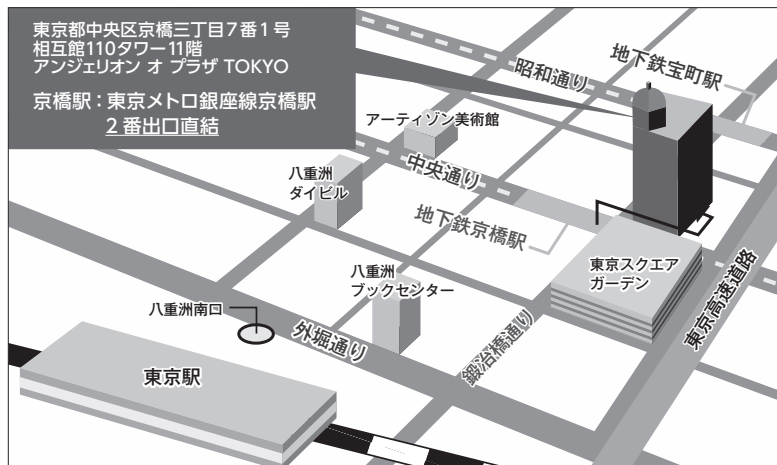 東京都中央区京橋三丁目7番1号
相互館110タワー11階
アンジェリオン オ プラザ TOKYO
京橋駅：東京メトロ銀座線京橋駅
2番出口直結
昭和通り
地下鉄宝町駅
アーティゾン美術館
中央通り
八重洲
ダイビル
地下鉄京橋駅
東京スクエア
ガーデン
八重洲
ブックセンター
東京高速道路
八重洲南口
外堀通り
鍛冶橋通り
東京駅